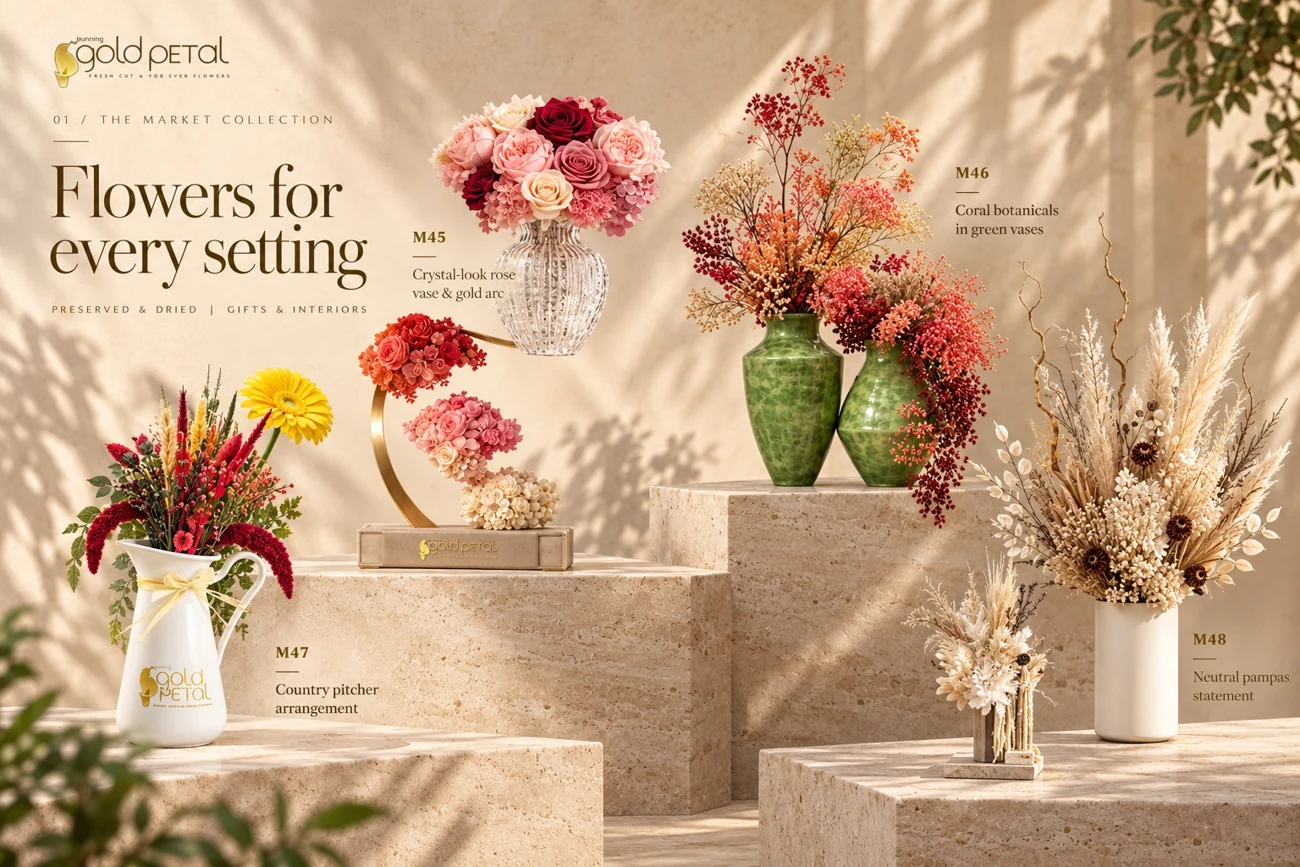 punning
gold petal
FRESH CUT & FOR EVER FLOWERS
01 / THE MARKET COLLECTION
Flowers for
every setting
PRESERVED & DRIED | GIFTS & INTERIORS
M45
Crystal-look rose
vase & gold arc
M46
Coral botanicals
in green vases
gold petal
M47
Country pitcher
arrangement
gold
PETAL
M48
Neutral pampas
statement